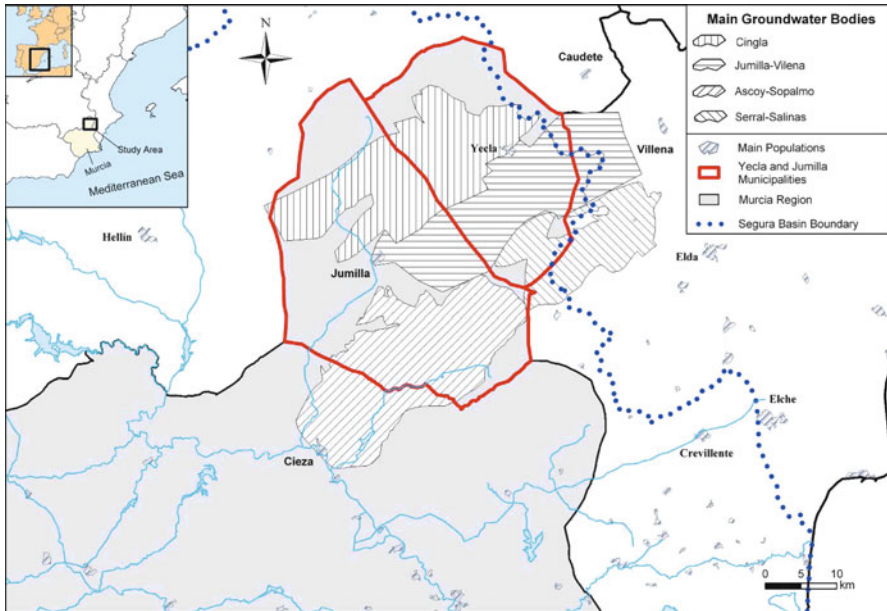 Study Area
Murcia
Mediterranean Sea
N
Caudete
Yecla
Villena
Hellín
Jumilla
Elda
Elche
Crevillente
Cieza
Main Groundwater Bodies
Cingla
Jumilla-Vilena
Ascoy-Sopalmo
Serral-Salinas
Main Populations
Yecla and Jumilla
Municipalities
Murcia Region
Segura Basin Boundary
0 5 10
km